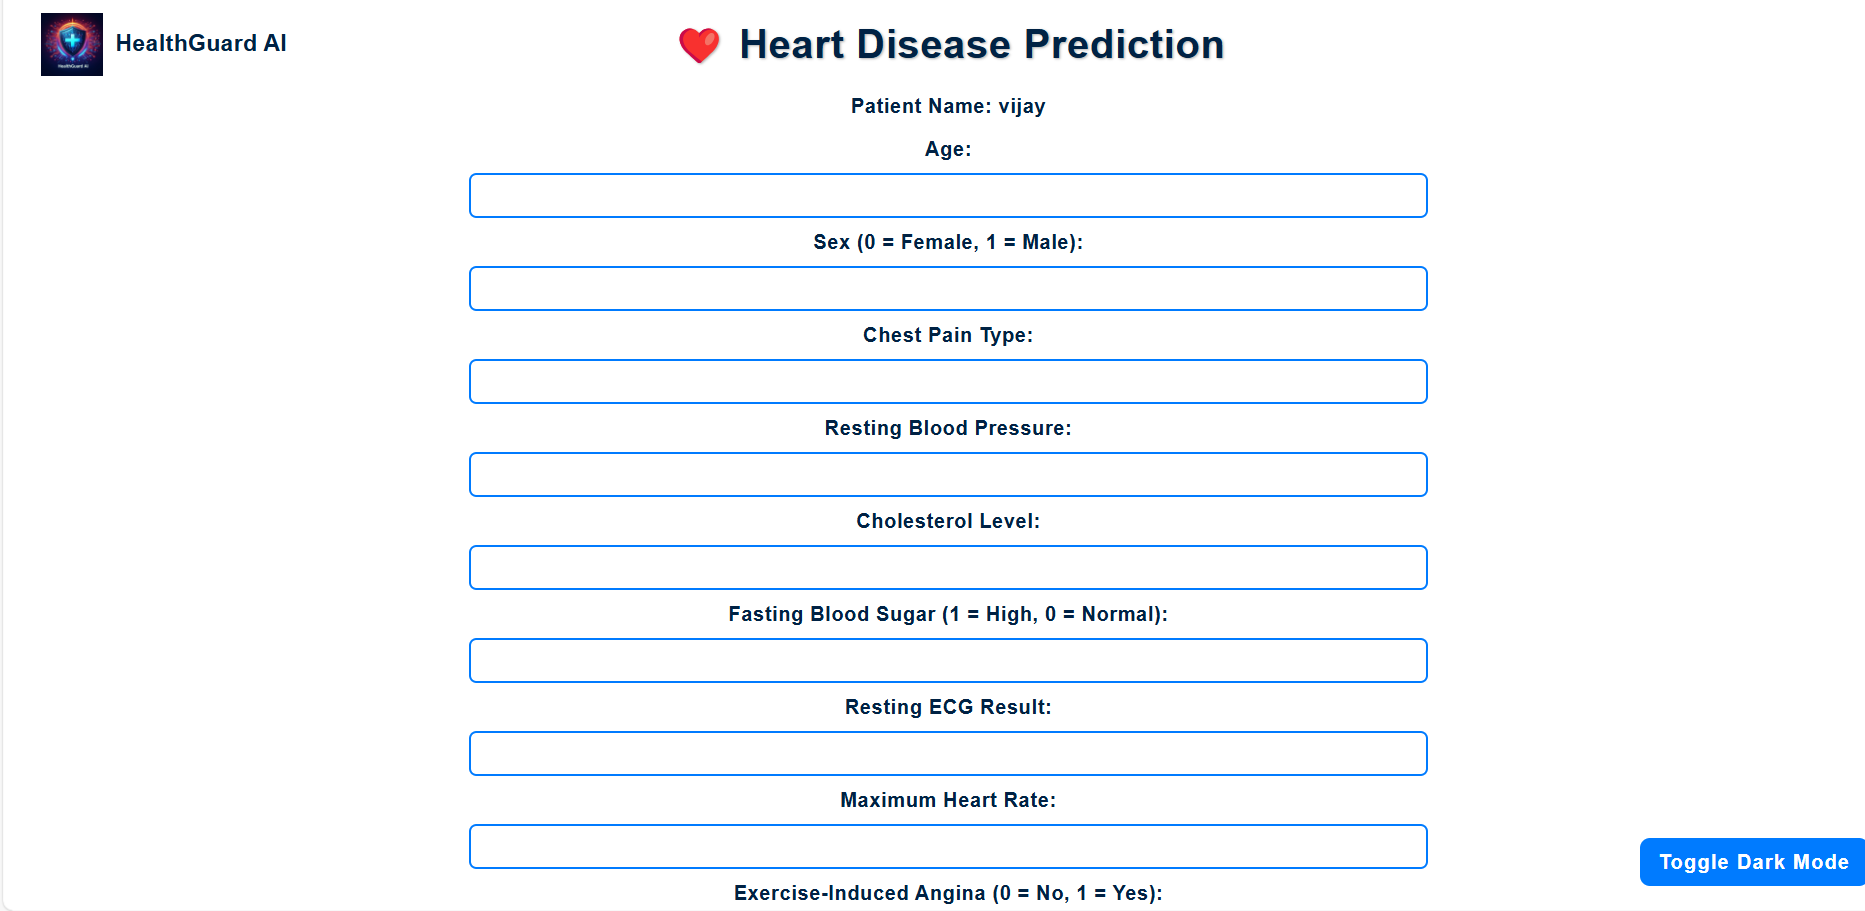 HealthGuard AI
HealthGuard AI
Heart Disease Prediction
Patient Name: vijay
Age:
Sex (0 = Female, 1 = Male):
Chest Pain Type:
Resting Blood Pressure:
Cholesterol Level:
Fasting Blood Sugar (1 = High, 0 = Normal):
Resting ECG Result:
Maximum Heart Rate:
Toggle Dark Mode
Exercise-Induced Angina (0 = No, 1 = Yes):